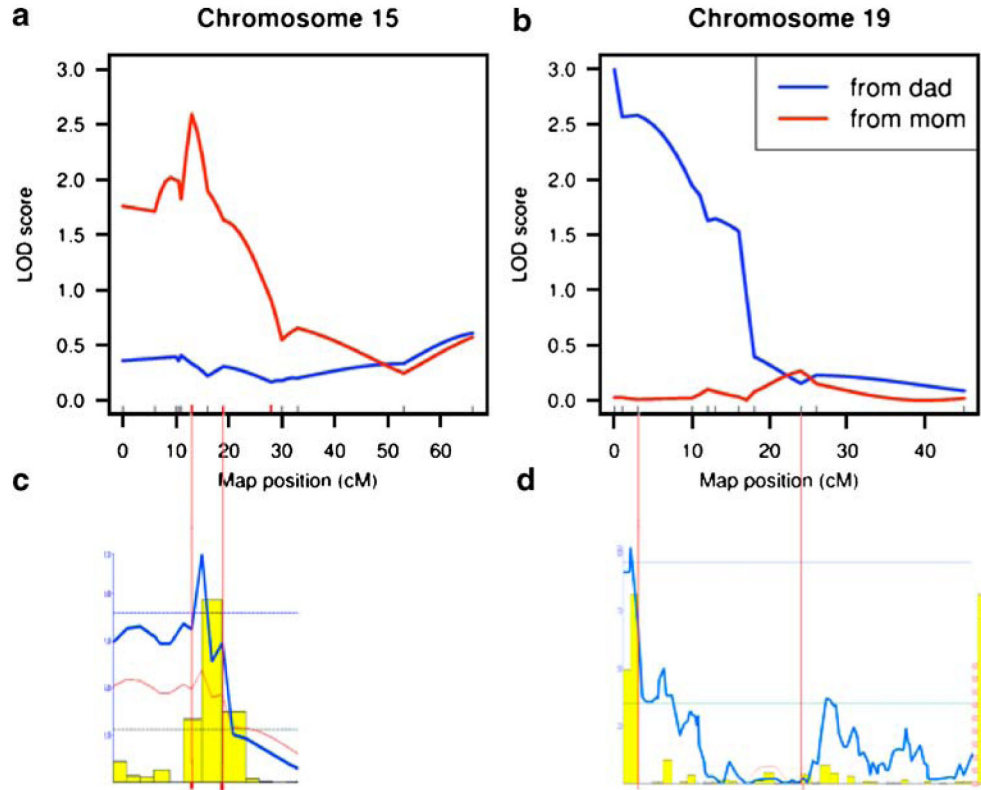 a
Chromosome 15
b
Chromosome 19
3.0
2.5
2.0
1.5
1.0
0.5
0.0
LOD score
0 10 20 30 40 50 60
Map position (cM)
3.0
2.5
2.0
1.5
1.0
0.5
0.0
LOD score
from dad
from mom
0 10 20 30 40
Map position (cM)
c
d